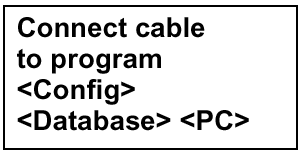 Connect cable
to program
<Config>
<Database> <PC>